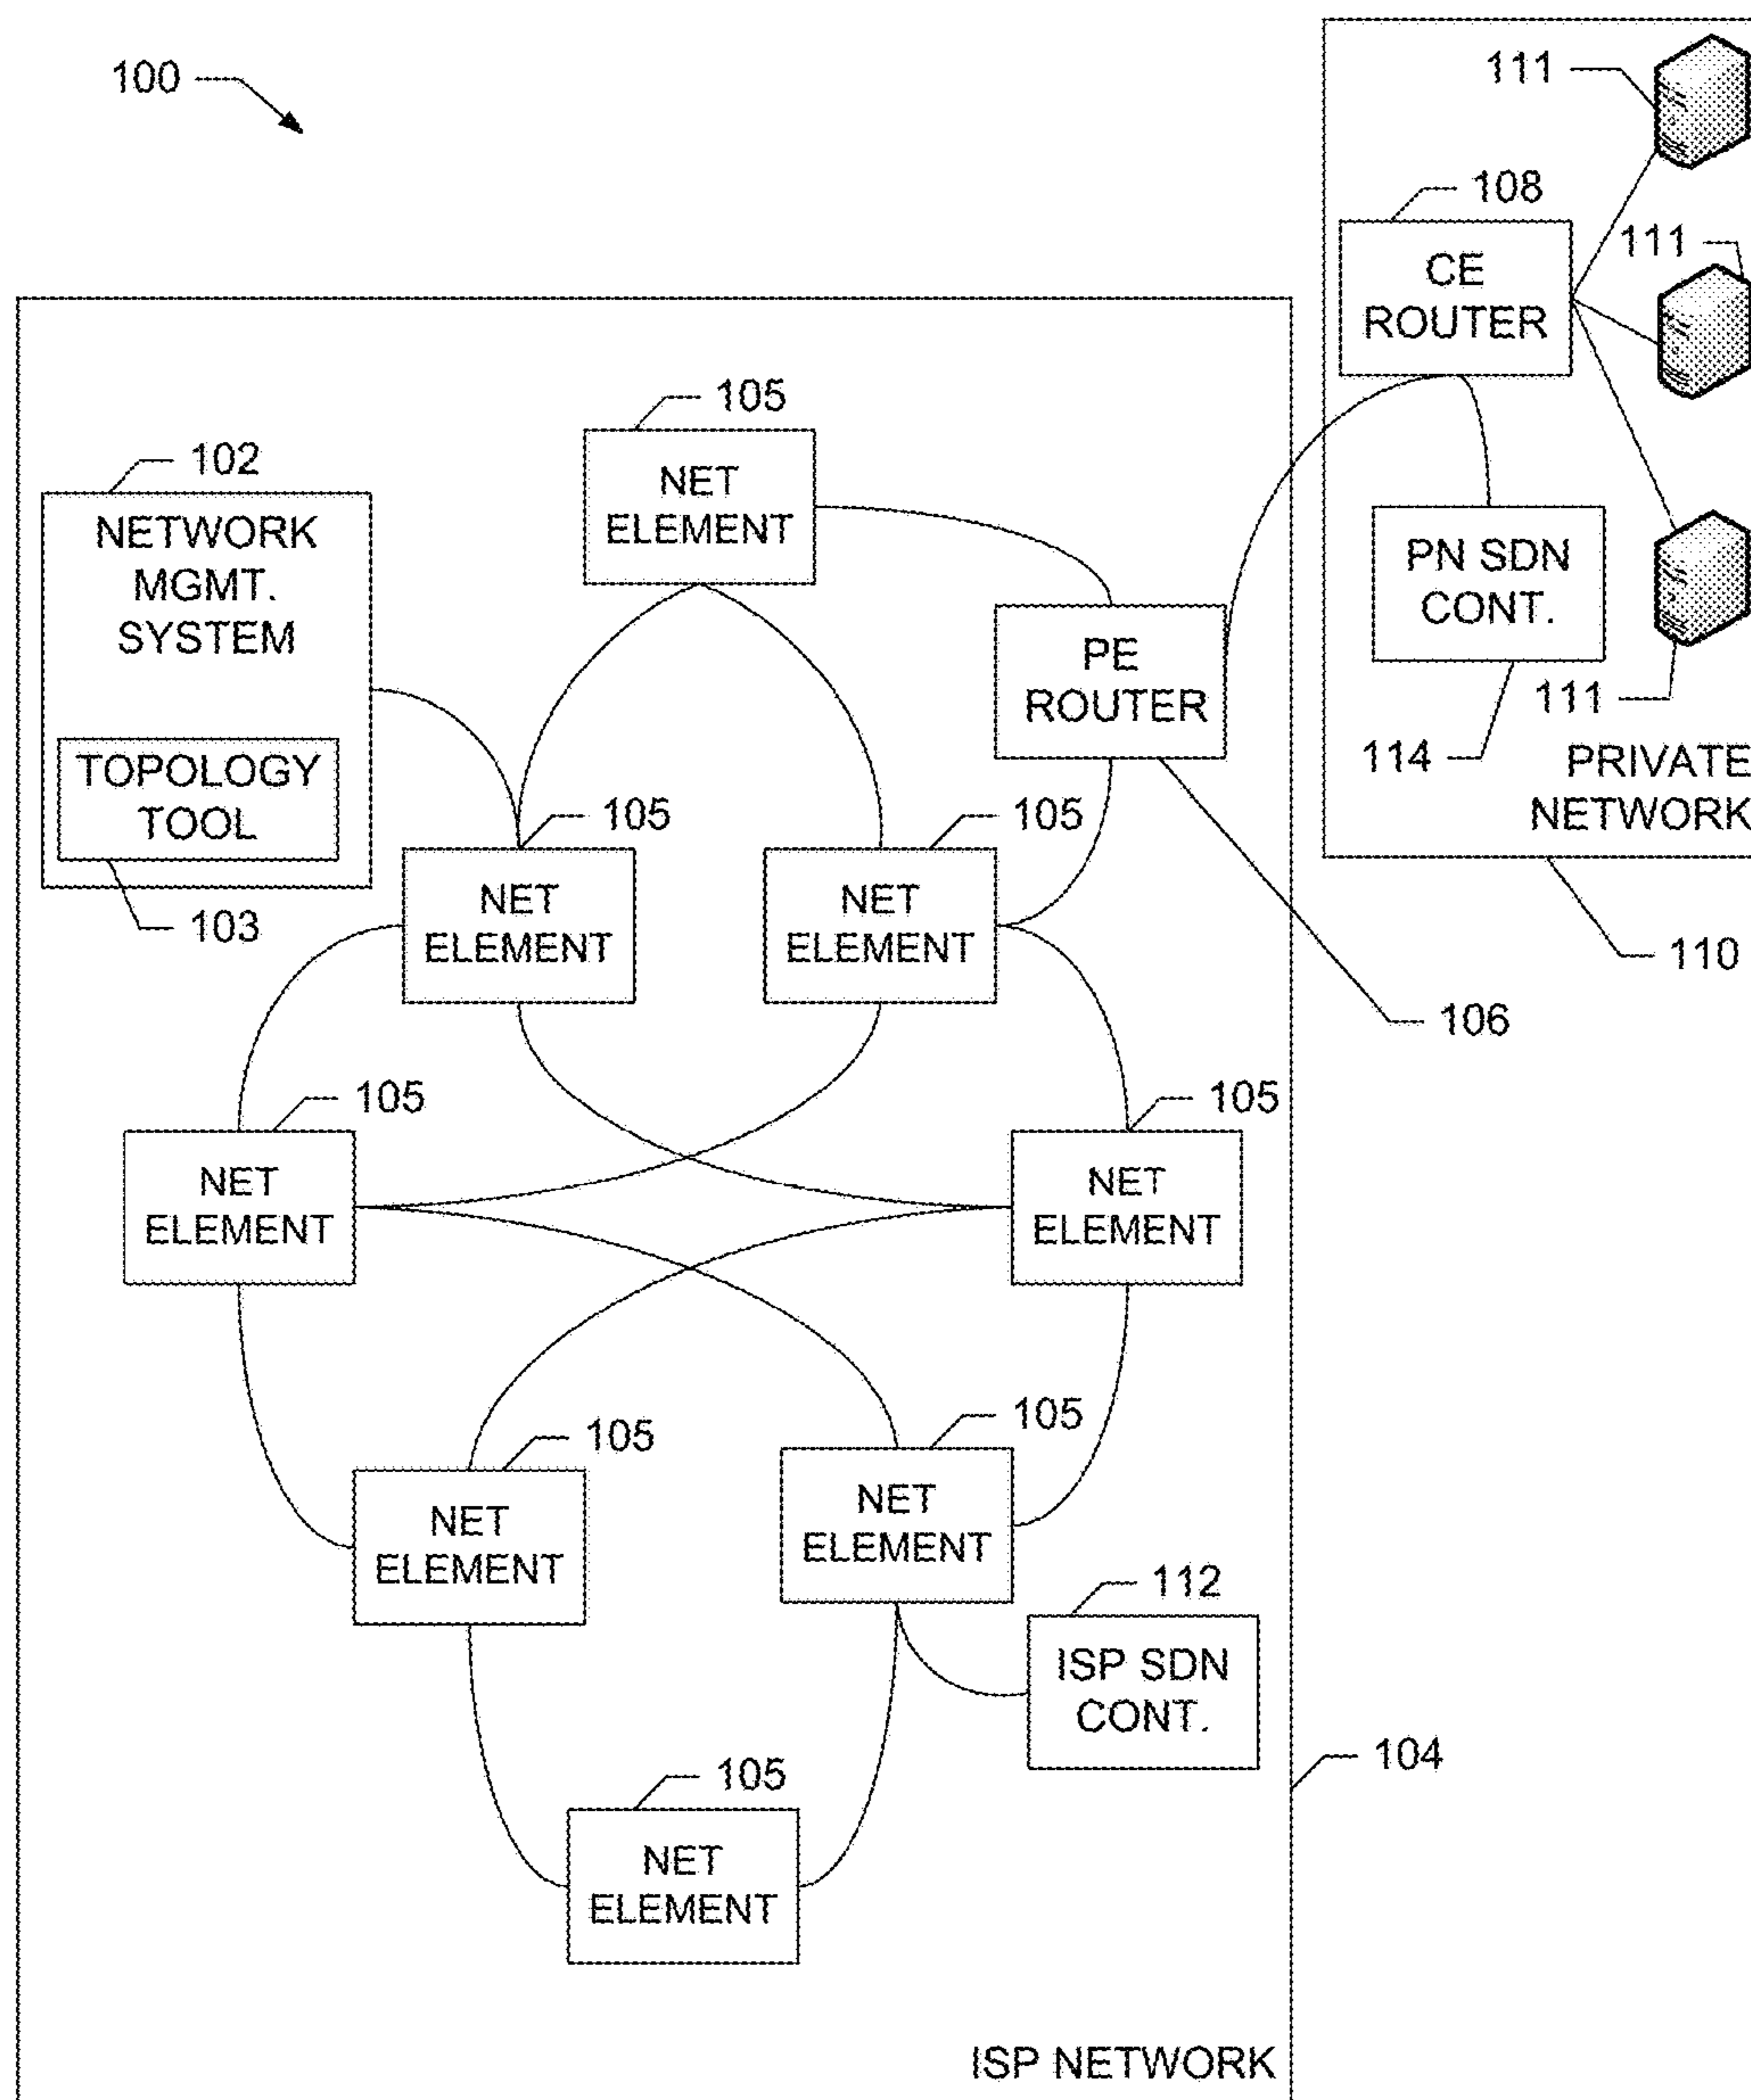 100
111
108
CE
ROUTER
111
105
NET
ELEMENT
102
NETWORK
MGMT.
SYSTEM
TOPOLOGY
TOOL
103
PN SDN
CONT.
111
114
PRIVATE
NETWORK
110
PE
ROUTER
106
105
NET
ELEMENT
105
NET
ELEMENT
105
NET
ELEMENT
105
NET
ELEMENT
105
NET
ELEMENT
105
NET
ELEMENT
112
ISP SDN
CONT.
104
105
NET
ELEMENT
ISP NETWORK